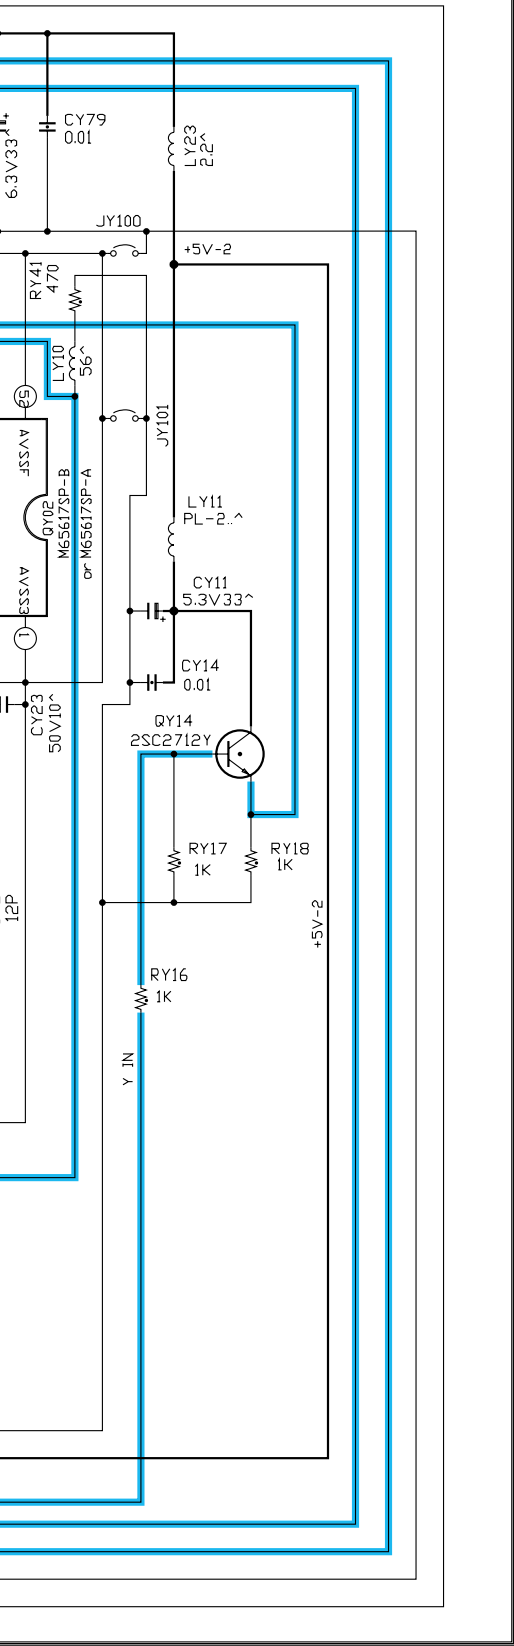 CY79
0.01
6.3V33^
+
LY23
2.2^
JY100
+5V-2
RY41
470
LY10
56^
52
AVSSF
JY101
QY02
M65617SP-B
or M65617SP-A
LY11
PL-2..^
AVSS3
CY11
5.3V33^
+
1
CY14
0.01
CY23
50V10^
QY14
2SC2712Y
RY17
1K
RY18
1K
12P
+5V-2
RY16
1K
Y IN